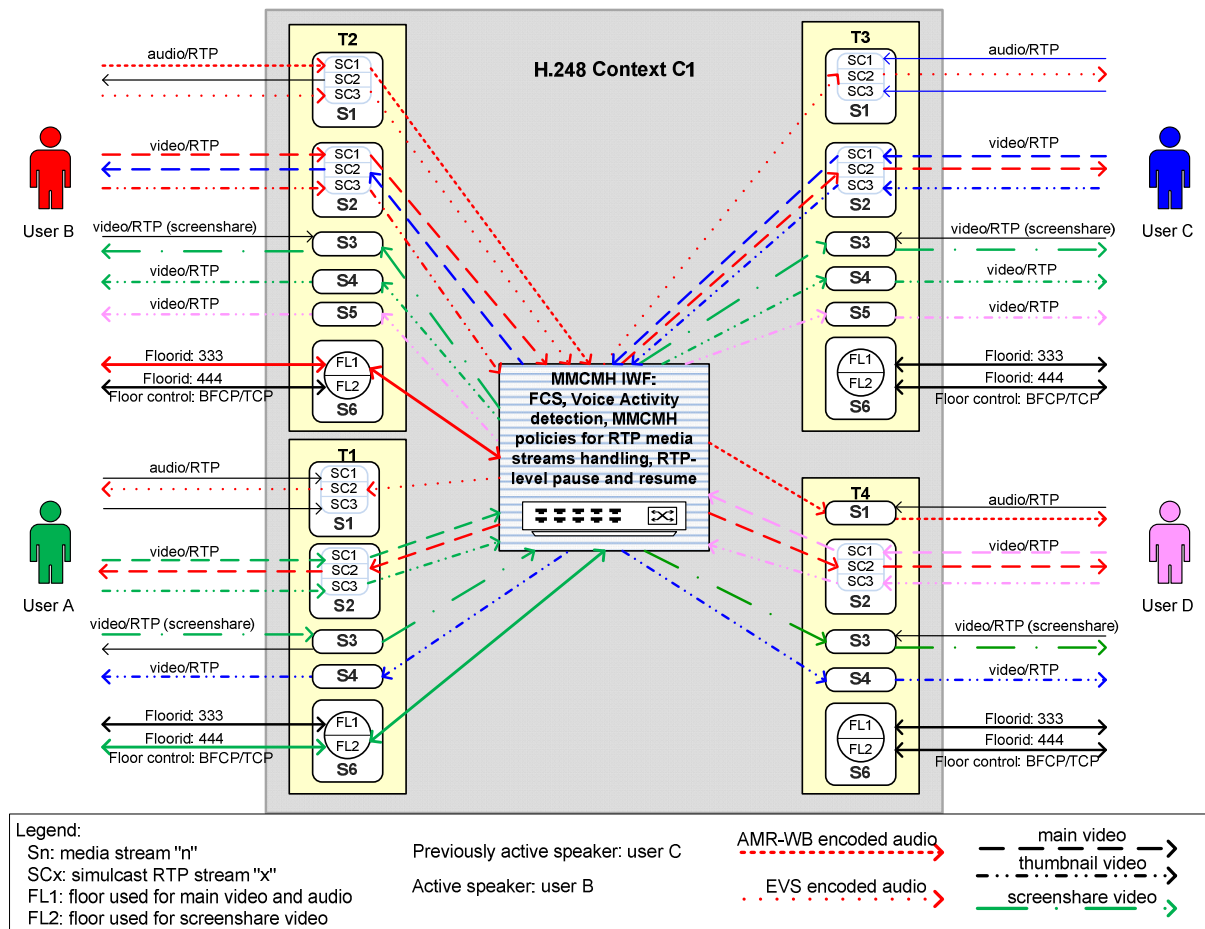 H.248 Context C1
T2
audio/RTP
SC1
SC2
SC3
S1
video/RTP
SC1
SC2
SC3
S2
User B
video/RTP (screenshare)
S3
video/RTP
S4
video/RTP
S5
Floorid: 333
FL1
Floorid: 444
FL2
Floor control: BFCP/TCP
S6
T3
audio/RTP
SC1
SC2
SC3
S1
video/RTP
SC1
SC2
SC3
S2
User C
video/RTP (screenshare)
S3
video/RTP
S4
video/RTP
S5
Floorid: 333
FL1
Floorid: 444
FL2
Floor control: BFCP/TCP
S6
MMCMH IWF:
FCS, Voice Activity
detection, MMCMH
policies for RTP media
streams handling, RTP-
level pause and resume
T1
audio/RTP
SC1
SC2
SC3
S1
video/RTP
SC1
SC2
SC3
S2
User A
video/RTP (screenshare)
S3
video/RTP
S4
Floorid: 333
FL1
Floorid: 444
FL2
Floor control: BFCP/TCP
S6
T4
audio/RTP
S1
video/RTP
SC1
SC2
SC3
S2
User D
video/RTP (screenshare)
S3
video/RTP
S4
Floorid: 333
FL1
Floorid: 444
FL2
Floor control: BFCP/TCP
S6
Legend:
Sn: media stream "n"
SCx: simulcast RTP stream "x"
FL1: floor used for main video and audio
FL2: floor used for screenshare video
Previously active speaker: user C
Active speaker: user B
AMR-WB encoded audio
EVS encoded audio
main video
thumbnail video
screenshare video